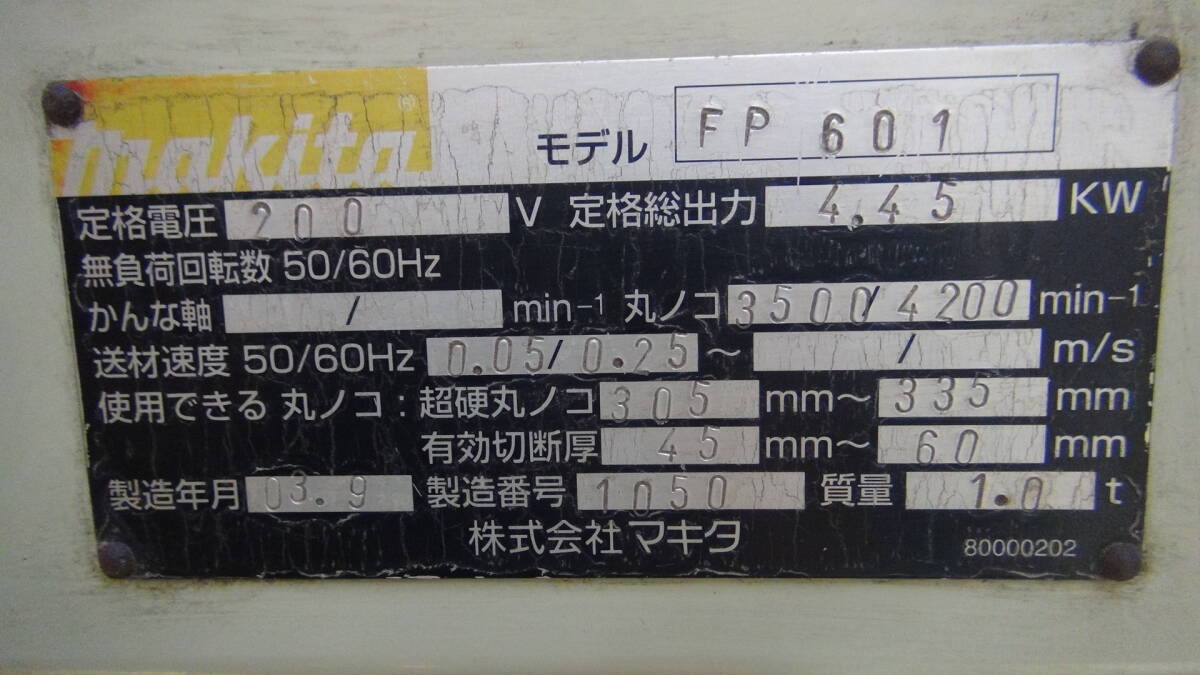 makita®
モデル FP 601
定格電圧 200 V 定格総出力 4.45 KW
無負荷回転数 50/60Hz
かんな軸 / min-1 丸ノコ 3500/4200 min-1
送材速度 50/60Hz 0.05/0.25 ～ / m/s
使用できる 丸ノコ：超硬丸ノコ 305 mm～ 335 mm
有効切断厚 45 mm～ 60 mm
製造年月 03.9 製造番号 1050 質量 1.0 t
株式会社マキタ 80000202